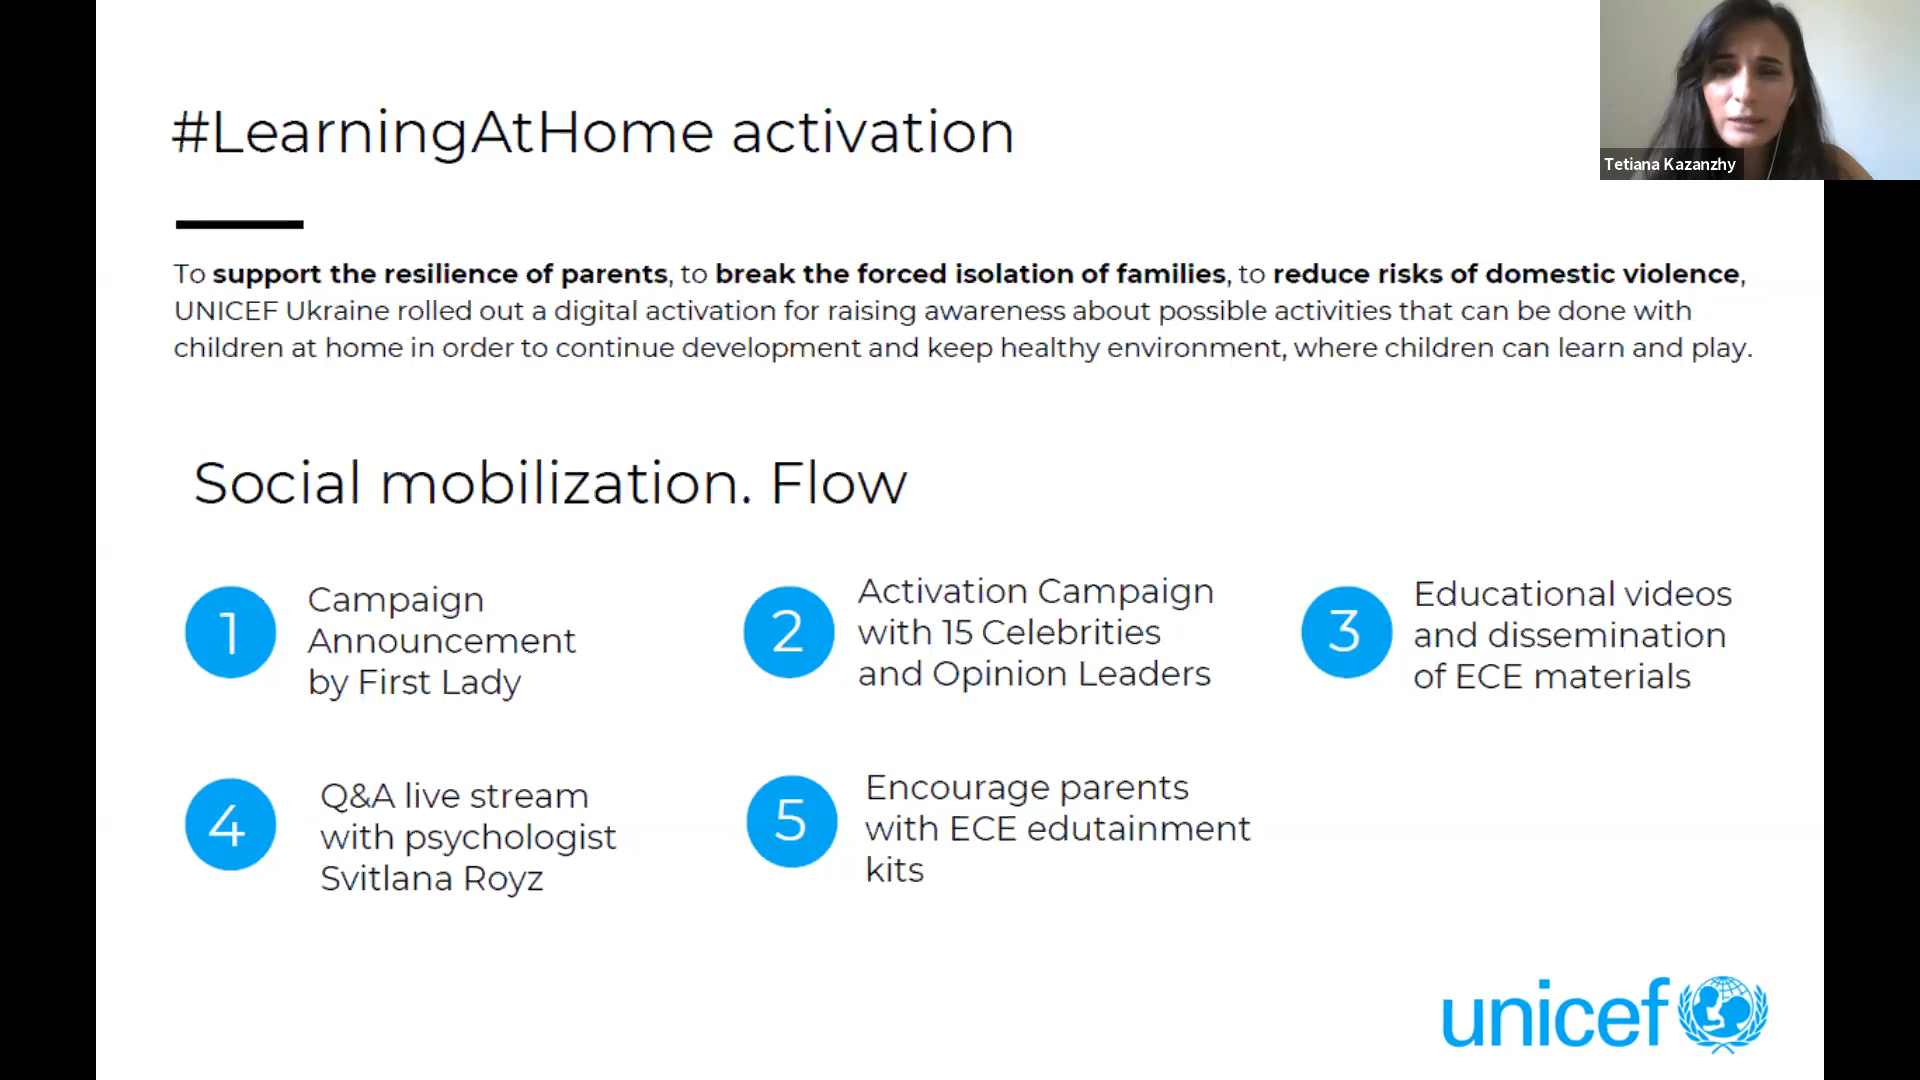 #LearningAtHome activation
Tetiana Kazanzhy
To support the resilience of parents, to break the forced isolation of families, to reduce risks of domestic violence,
UNICEF Ukraine rolled out a digital activation for raising awareness about possible activities that can be done with
children at home in order to continue development and keep healthy environment, where children can learn and play.
Social mobilization. Flow
1
Campaign
Announcement
by First Lady
2
Activation Campaign
with 15 Celebrities
and Opinion Leaders
3
Educational videos
and dissemination
of ECE materials
4
Q&A live stream
with psychologist
Svitlana Royz
5
Encourage parents
with ECE edutainment
kits
unicef